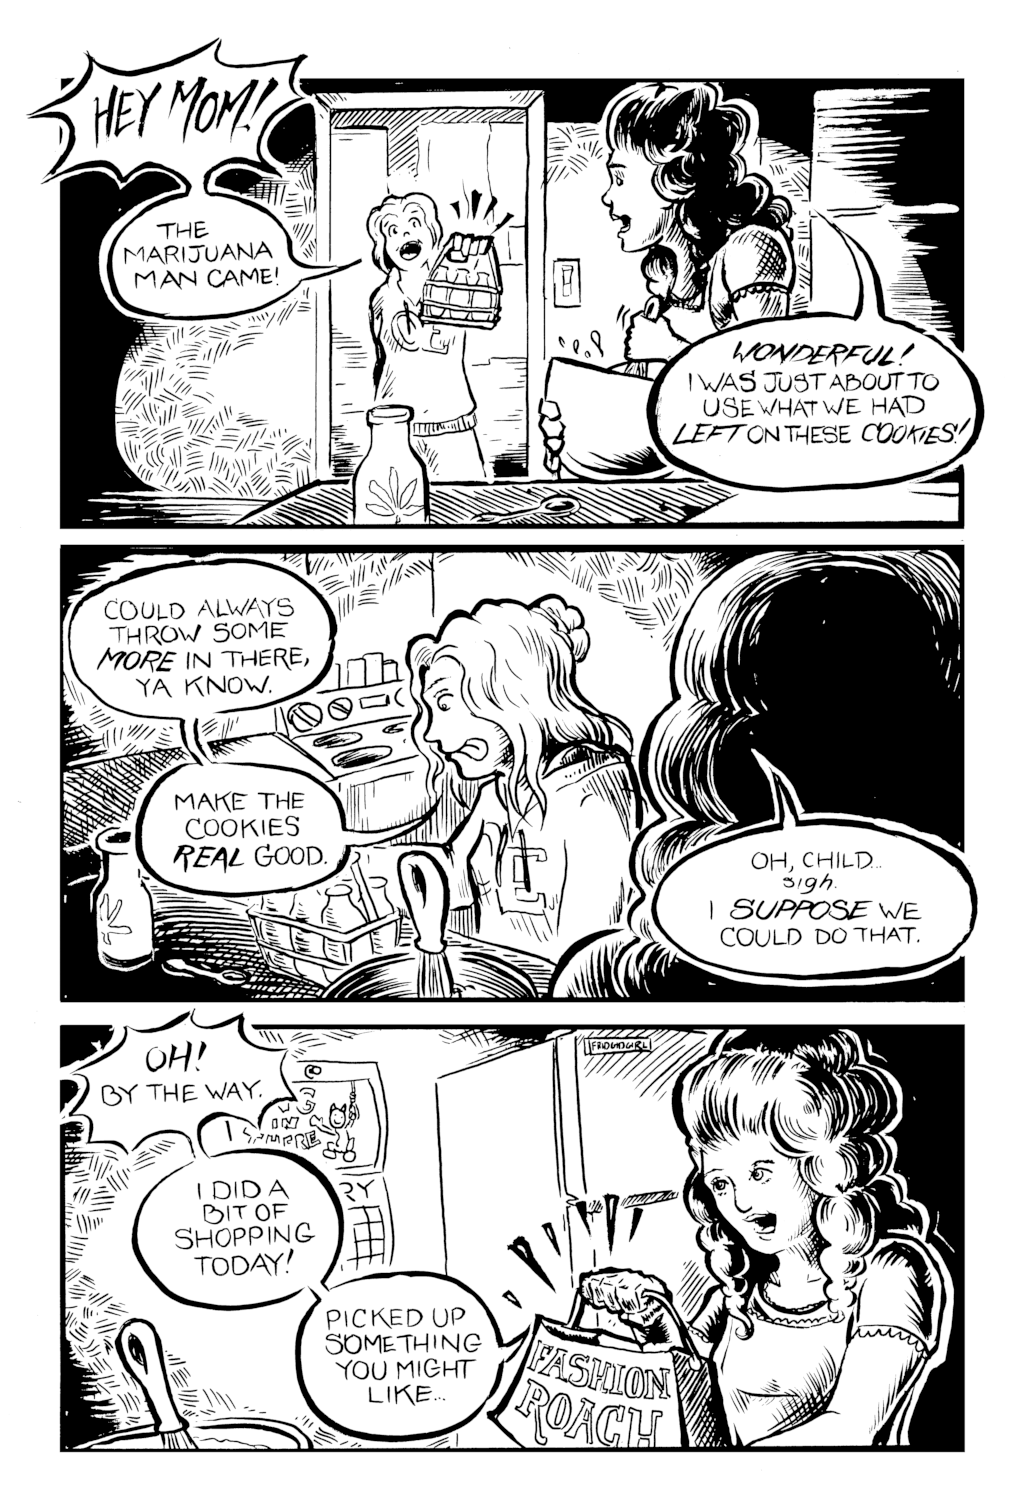 HEY MOM!
THE
MARIJUANA
MAN CAME!
WONDERFUL!
I WAS JUST ABOUT TO
USE WHAT WE HAD
LEFT ON THESE COOKIES!
CE
COULD ALWAYS
THROW SOME
MORE IN THERE,
YA KNOW.
MAKE THE
COOKIES
REAL GOOD.
OH, CHILD...
sigh.
I SUPPOSE WE
COULD DO THAT.
OH!
BY THE WAY.
I
I DID A
BIT OF
SHOPPING
TODAY!
PICKED UP
SOMETHING
YOU MIGHT
LIKE...
FRIDGIDGIRL
FASHION
ROACH